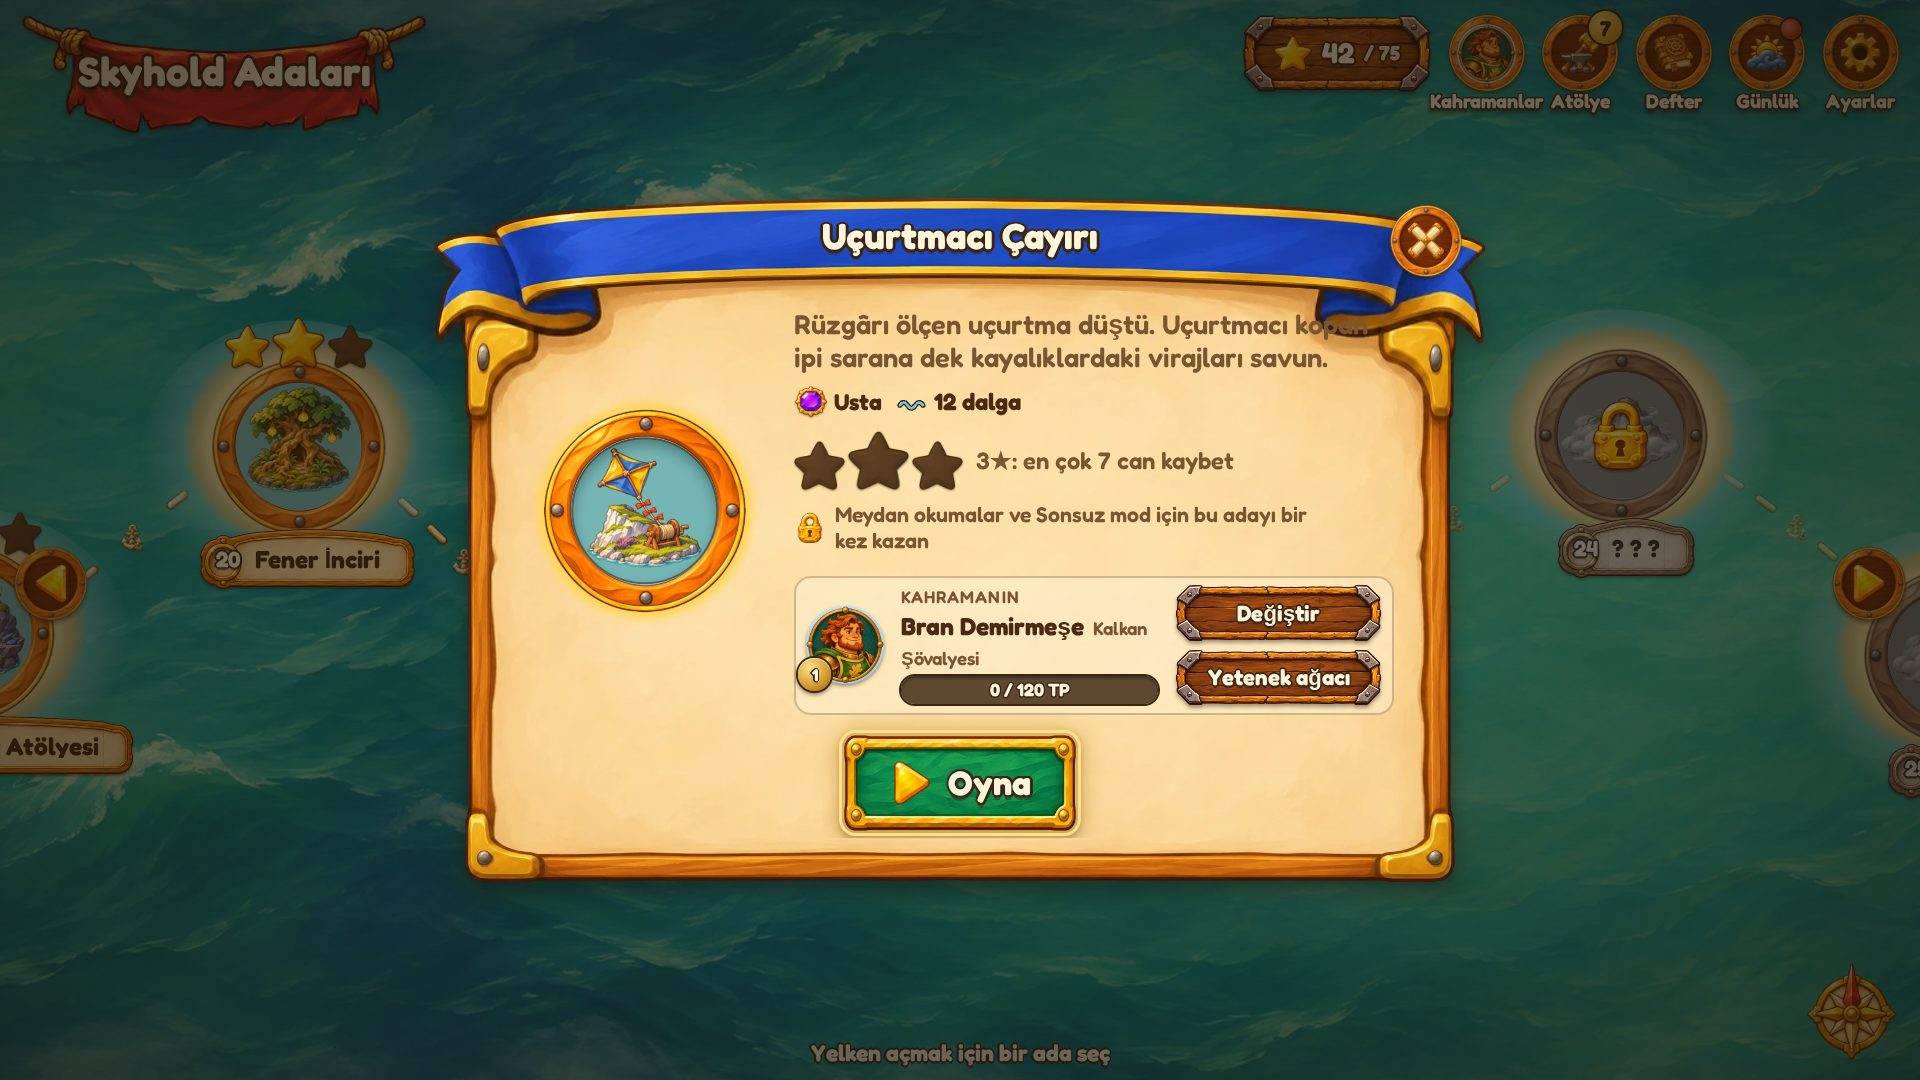 Skyhold Adaları
42 / 75
7
Kahramanlar
Atölye
Defter
Günlük
Ayarlar
Uçurtmacı Çayırı
Rüzgârı ölçen uçurtma düştü. Uçurtmacı kopan
ipi sarana dek kayalıklardaki virajları savun.
Usta
12 dalga
3★: en çok 7 can kaybet
Meydan okumalar ve Sonsuz mod için bu adayı bir
kez kazan
KAHRAMANIN
Bran Demirmeşe Kalkan
Şövalyesi
1
0 / 120 TP
Değiştir
Yetenek ağacı
Oyna
20 Fener İnciri
Atölyesi
24 ???
Yelken açmak için bir ada seç